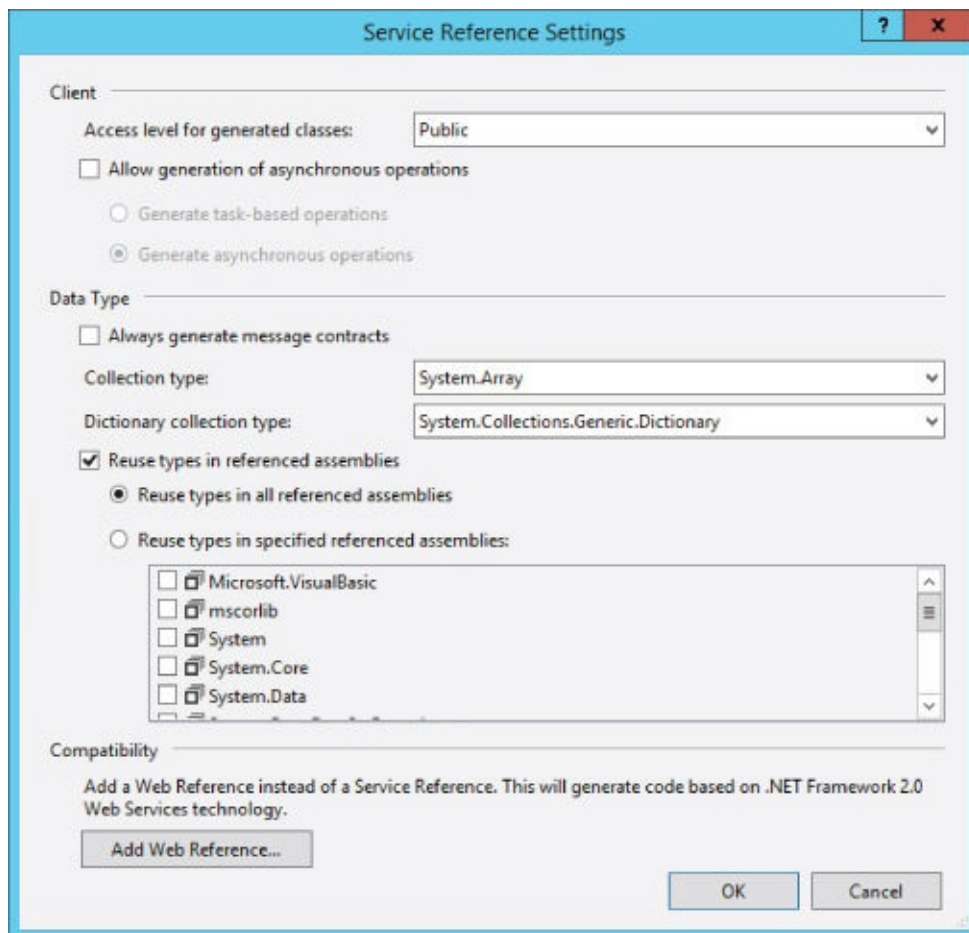 Service Reference Settings
?
x
Client
Access level for generated classes:
Public
Allow generation of asynchronous operations
Generate task-based operations
Generate asynchronous operations
Data Type
Always generate message contracts
Collection type:
System.Array
Dictionary collection type:
System.Collections.Generic.Dictionary
Reuse types in referenced assemblies
Reuse types in all referenced assemblies
Reuse types in specified referenced assemblies:
Microsoft.VisualBasic
mscorlib
System
System.Core
System.Data
Compatibility
Add a Web Reference instead of a Service Reference. This will generate code based on .NET Framework 2.0
Web Services technology.
Add Web Reference...
OK
Cancel